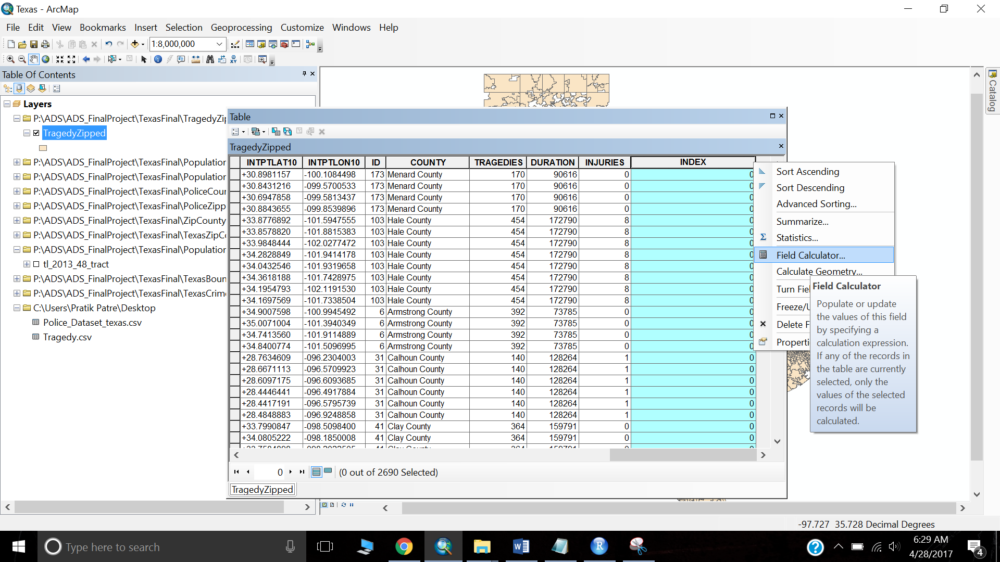 Texas - ArcMap
File Edit View Bookmarks Insert Selection Geoprocessing Customize Windows Help
1:8,000,000
Table Of Contents
Layers
P:\ADS\ADS_FinalProject\TexasFinal\TragedyZip
TragedyZipped
P:\ADS\ADS_FinalProject\TexasFinal\Population
P:\ADS\ADS_FinalProject\TexasFinal\Population
P:\ADS\ADS_FinalProject\TexasFinal\PoliceCour
P:\ADS\ADS_FinalProject\TexasFinal\PoliceZipp
P:\ADS\ADS_FinalProject\TexasFinal\ZipCounty
P:\ADS\ADS_FinalProject\TexasFinal\TexasZipCo
P:\ADS\ADS_FinalProject\TexasFinal\Population
tl_2013_48_tract
P:\ADS\ADS_FinalProject\TexasFinal\TexasBoun
P:\ADS\ADS_FinalProject\TexasFinal\TexasCrime
C:\Users\Pratik Patre\Desktop
Police_Dataset_texas.csv
Tragedy.csv
Catalog
Table
TragedyZipped
INTPTLAT10 INTPTLON10 ID COUNTY TRAGEDIES DURATION INJURIES INDEX
+30.8981157 -100.1084498 173 Menard County 170 90616 0 0
+30.8431216 -099.5700533 173 Menard County 170 90616 0 0
+30.6947858 -099.5813437 173 Menard County 170 90616 0 0
+30.8843655 -099.8539896 173 Menard County 170 90616 0 0
+33.8776892 -101.5947555 103 Hale County 454 172790 8 0
+33.8578820 -101.8815383 103 Hale County 454 172790 8 0
+33.9848444 -102.0277472 103 Hale County 454 172790 8 0
+34.2828849 -101.9414178 103 Hale County 454 172790 8 0
+34.0432546 -101.9319658 103 Hale County 454 172790 8 0
+34.3618188 -101.7428975 103 Hale County 454 172790 8 0
+34.1954793 -102.1191530 103 Hale County 454 172790 8 0
+34.1697569 -101.7338504 103 Hale County 454 172790 8 0
+34.9007598 -100.9945492 6 Armstrong County 392 73785 0 0
+35.0071004 -101.3940349 6 Armstrong County 392 73785 0 0
+34.7413560 -101.9114889 6 Armstrong County 392 73785 0 0
+34.8400774 -101.5096995 6 Armstrong County 392 73785 0 0
+28.7634609 -096.2304003 31 Calhoun County 140 128264 1 0
+28.6671113 -096.5709923 31 Calhoun County 140 128264 1 0
+28.6097175 -096.6093685 31 Calhoun County 140 128264 1 0
+28.4446441 -096.4917884 31 Calhoun County 140 128264 1 0
+28.4417191 -096.5795739 31 Calhoun County 140 128264 1 0
+28.4848883 -096.9248858 31 Calhoun County 140 128264 1 0
+33.7990847 -098.5098400 41 Clay County 364 159791 0 0
+34.0805222 -098.1850008 41 Clay County 364 159791 0 0
0 (0 out of 2690 Selected)
TragedyZipped
Sort Ascending
Sort Descending
Advanced Sorting...
Summarize...
Statistics...
Field Calculator...
Calculate Geometry...
Turn Fie
Freeze/U
Delete F
Properti
Field Calculator
Populate or update
the values of this field
by specifying a
calculation expression.
If any of the records in
the table are currently
selected, only the
values of the selected
records will be
calculated.
-97.727 35.728 Decimal Degrees
Type here to search
6:29 AM
4/28/2017
4